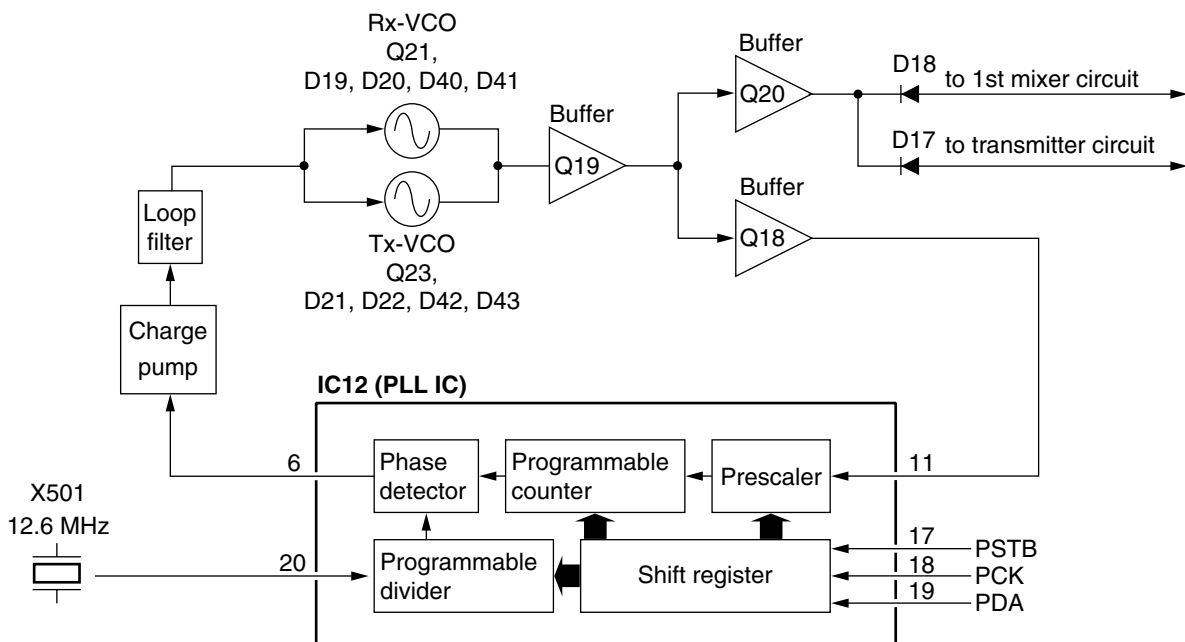 Rx-VCO
Q21,
D19, D20, D40, D41
Buffer
Q19
Buffer
Q20
D18
to 1st mixer circuit
D17
to transmitter circuit
Buffer
Q18
Loop
filter
Tx-VCO
Q23,
D21, D22, D42, D43
Charge
pump
IC12 (PLL IC)
6
Phase
detector
Programmable
counter
Prescaler
11
X501
12.6 MHz
20
Programmable
divider
Shift register
17
PSTB
18
PCK
19
PDA